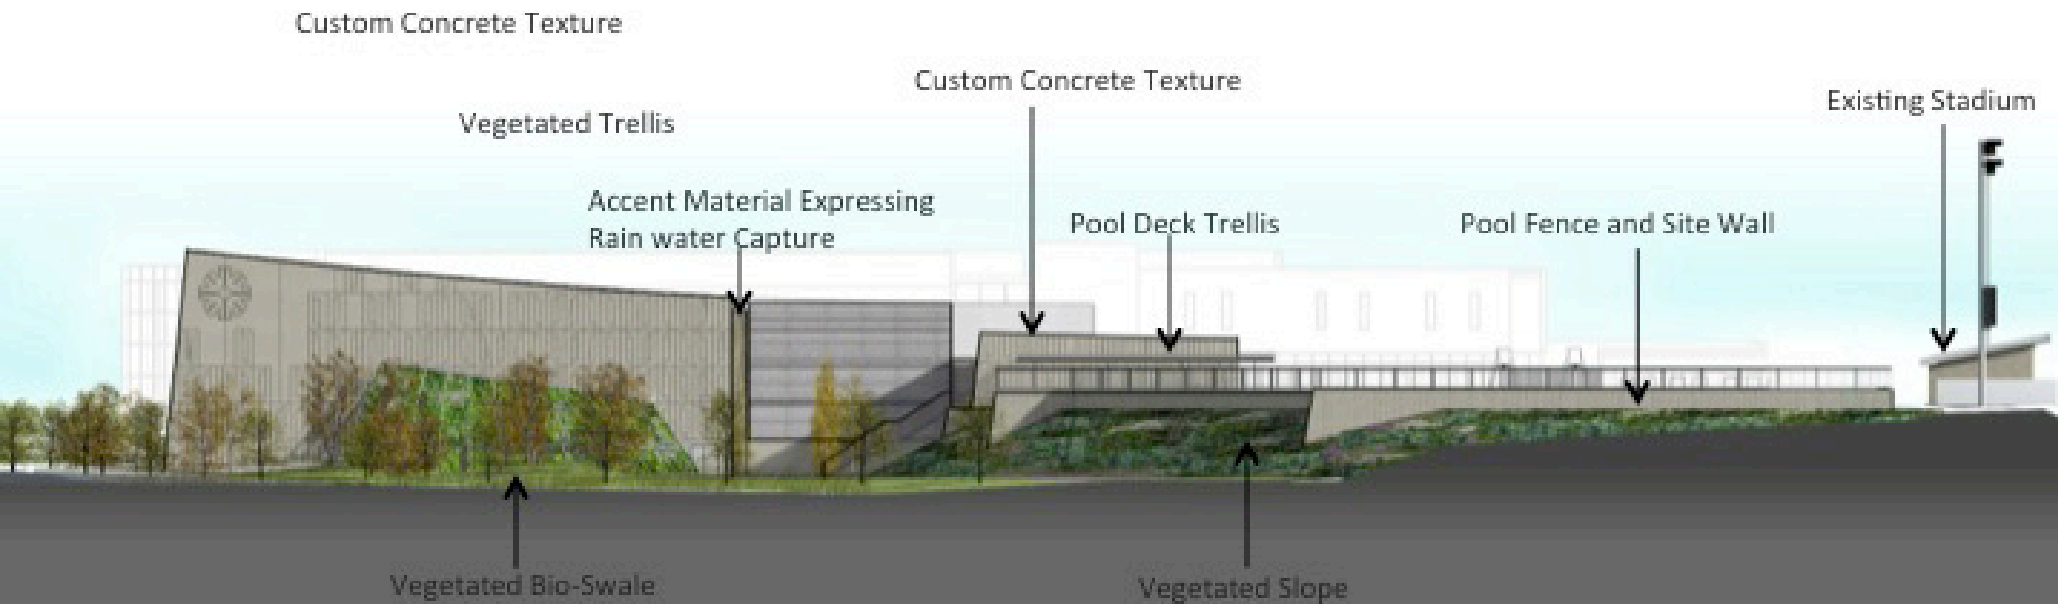 Custom Concrete Texture
Custom Concrete Texture
Existing Stadium
Vegetated Trellis
Accent Material Expressing
Rain water Capture
Pool Deck Trellis
Pool Fence and Site Wall
Vegetated Bio-Swale
Vegetated Slope